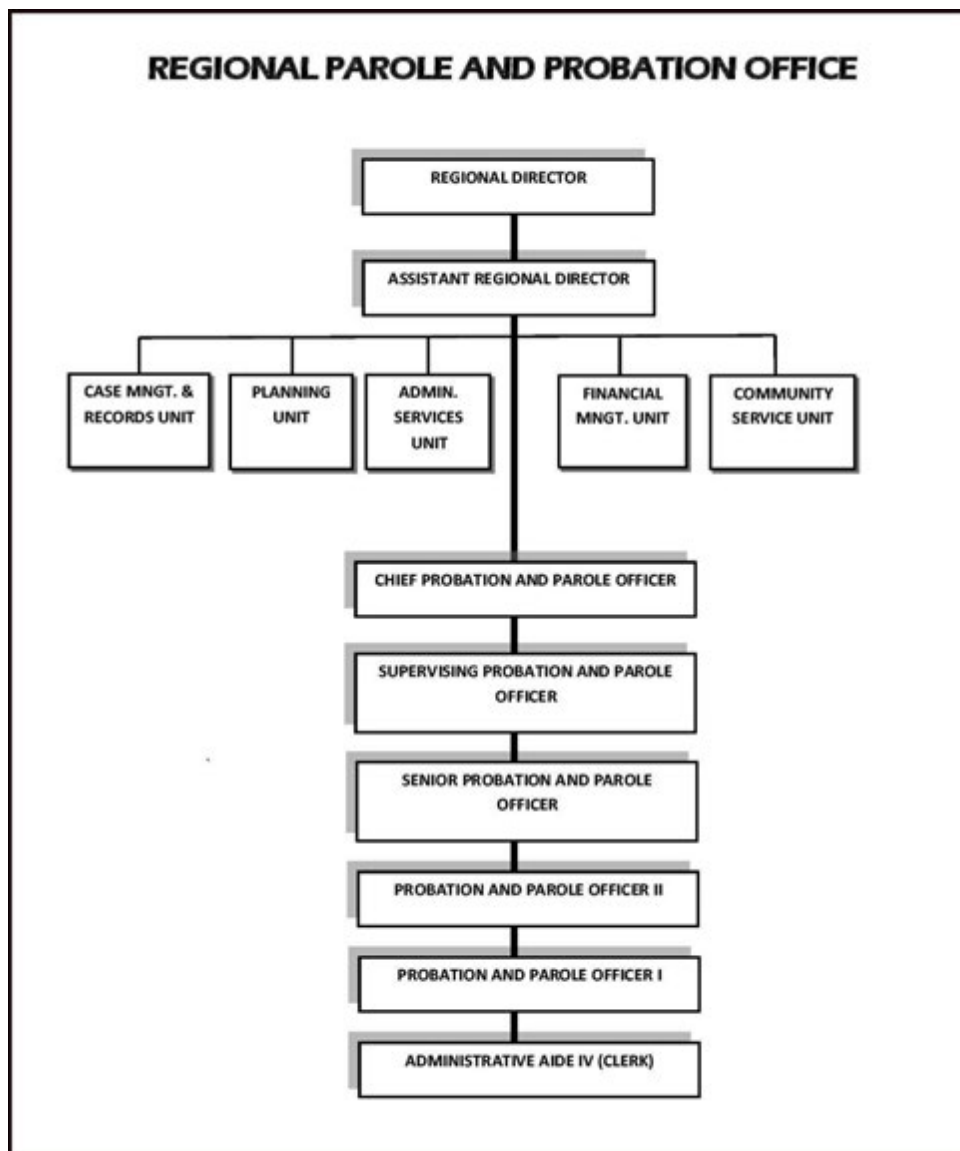 REGIONAL PAROLE AND PROBATION OFFICE
REGIONAL DIRECTOR
ASSISTANT REGIONAL DIRECTOR
CASE MNGT. &
RECORDS UNIT
PLANNING
UNIT
ADMIN.
SERVICES
UNIT
FINANCIAL
MNGT. UNIT
COMMUNITY
SERVICE UNIT
CHIEF PROBATION AND PAROLE OFFICER
SUPERVISING PROBATION AND PAROLE
OFFICER
SENIOR PROBATION AND PAROLE
OFFICER
PROBATION AND PAROLE OFFICER II
PROBATION AND PAROLE OFFICER I
ADMINISTRATIVE AIDE IV (CLERK)